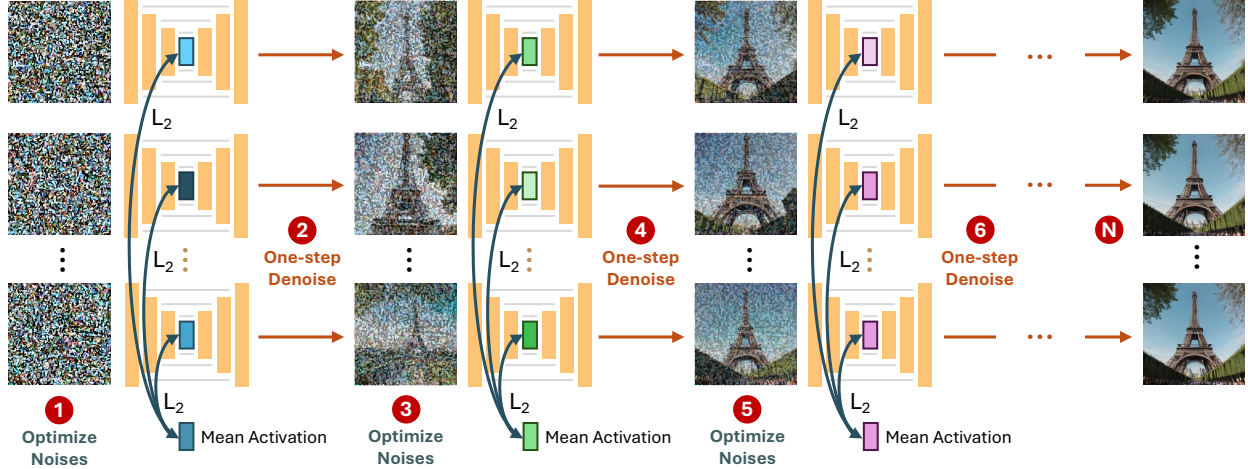 L2
L2
L2
2
4
6
N
L2
L2
L2
One-step
Denoise
One-step
Denoise
One-step
Denoise
...
...
...
1
L2
3
L2
5
L2
Optimize
Noises
Mean Activation
Optimize
Noises
Mean Activation
Optimize
Noises
Mean Activation